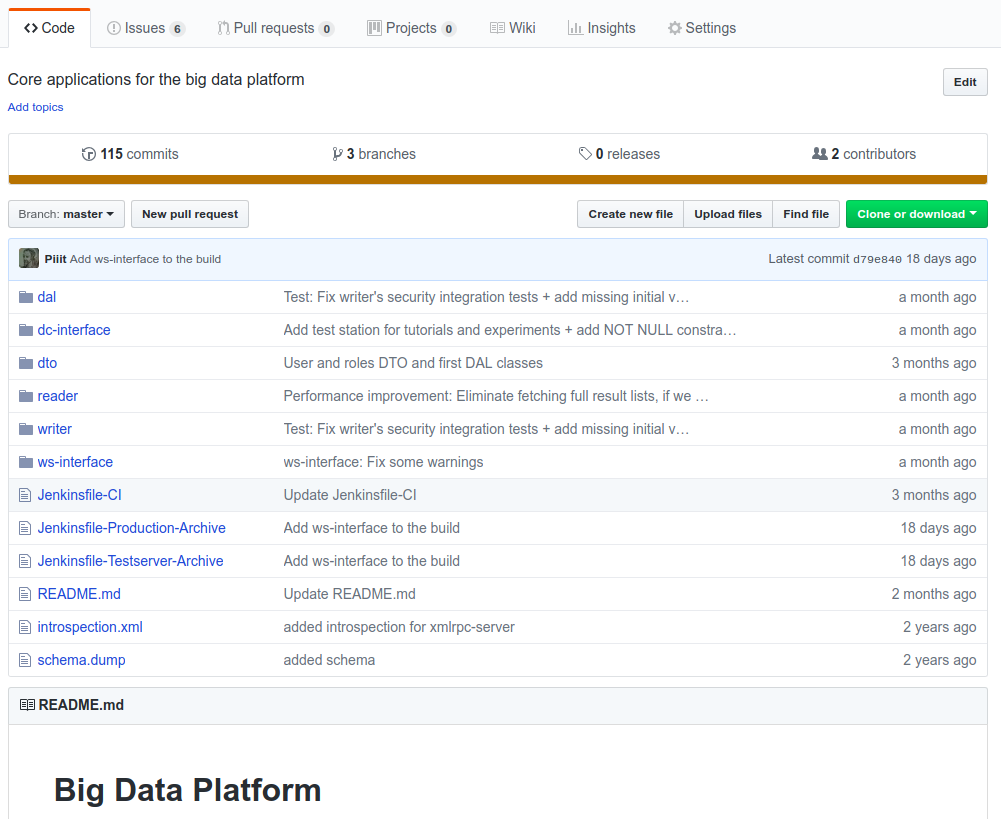 Code Issues 6 Pull requests 0 Projects 0 Wiki Insights Settings
Core applications for the big data platform Edit
Add topics
115 commits 3 branches 0 releases 2 contributors
Branch: master New pull request Create new file Upload files Find file Clone or download
Piiit Add ws-interface to the build Latest commit d79e840 18 days ago
dal Test: Fix writer's security integration tests + add missing initial v… a month ago
dc-interface Add test station for tutorials and experiments + add NOT NULL constra… a month ago
dto User and roles DTO and first DAL classes 3 months ago
reader Performance improvement: Eliminate fetching full result lists, if we … a month ago
writer Test: Fix writer's security integration tests + add missing initial v… a month ago
ws-interface ws-interface: Fix some warnings a month ago
Jenkinsfile-CI Update Jenkinsfile-CI 3 months ago
Jenkinsfile-Production-Archive Add ws-interface to the build 18 days ago
Jenkinsfile-Testserver-Archive Add ws-interface to the build 18 days ago
README.md Update README.md 2 months ago
introspection.xml added introspection for xmlrpc-server 2 years ago
schema.dump added schema 2 years ago
README.md
Big Data Platform